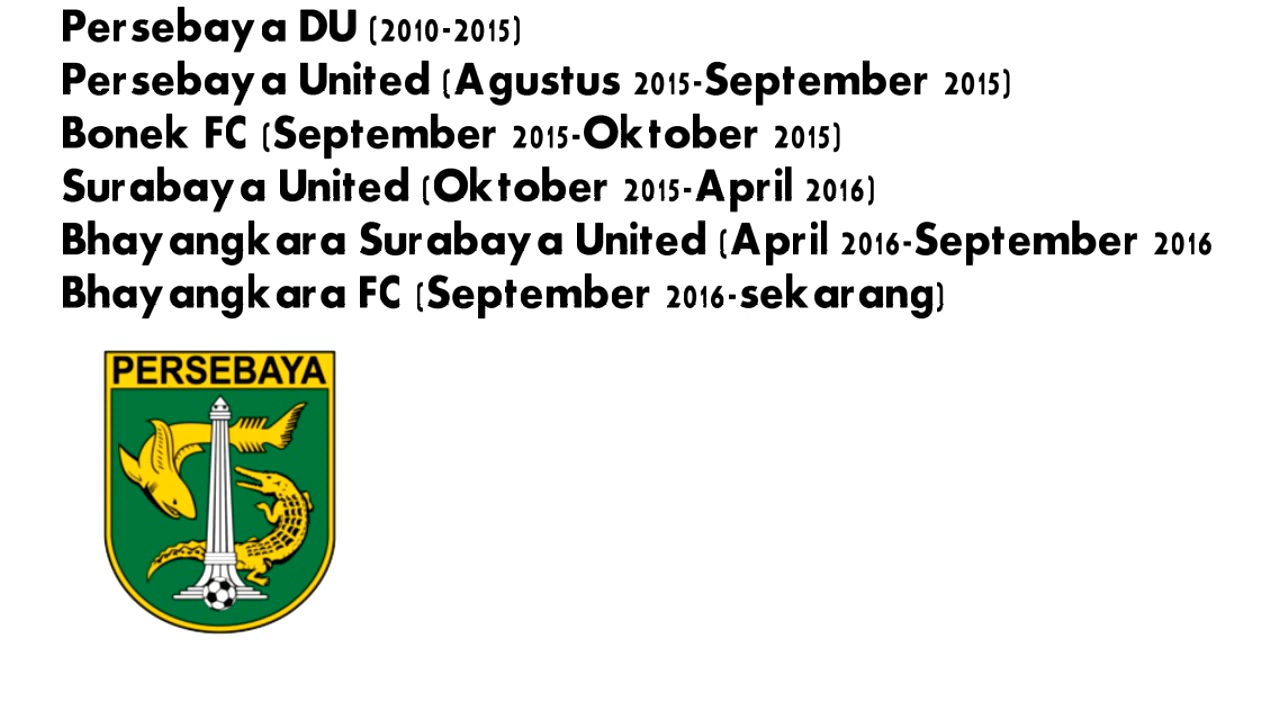 Persebaya DU (2010-2015)
Persebaya United (Agustus 2015-September 2015)
Bonek FC (September 2015-Oktober 2015)
Surabaya United (Oktober 2015-April 2016)
Bhayangkara Surabaya United (April 2016-September 2016
Bhayangkara FC (September 2016-sekarang)
PERSEBAYA